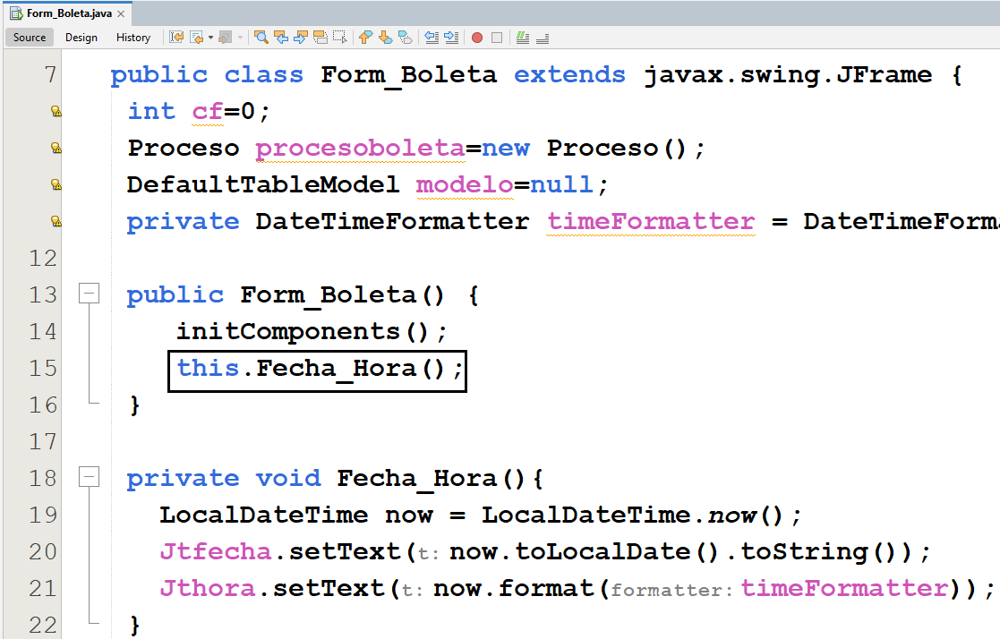 Form_Boleta.java
Source Design History
7 public class Form_Boleta extends javax.swing.JFrame {
int cf=0;
Proceso procesoboleta=new Proceso();
DefaultTableModel modelo=null;
private DateTimeFormatter timeFormatter = DateTimeForma
12
13 public Form_Boleta() {
14 initComponents();
15 this.Fecha_Hora();
16 }
17
18 private void Fecha_Hora(){
19 LocalDateTime now = LocalDateTime.now();
20 Jtfecha.setText(t: now.toLocalDate().toString());
21 Jthora.setText(t: now.format(formatter: timeFormatter));
22 }